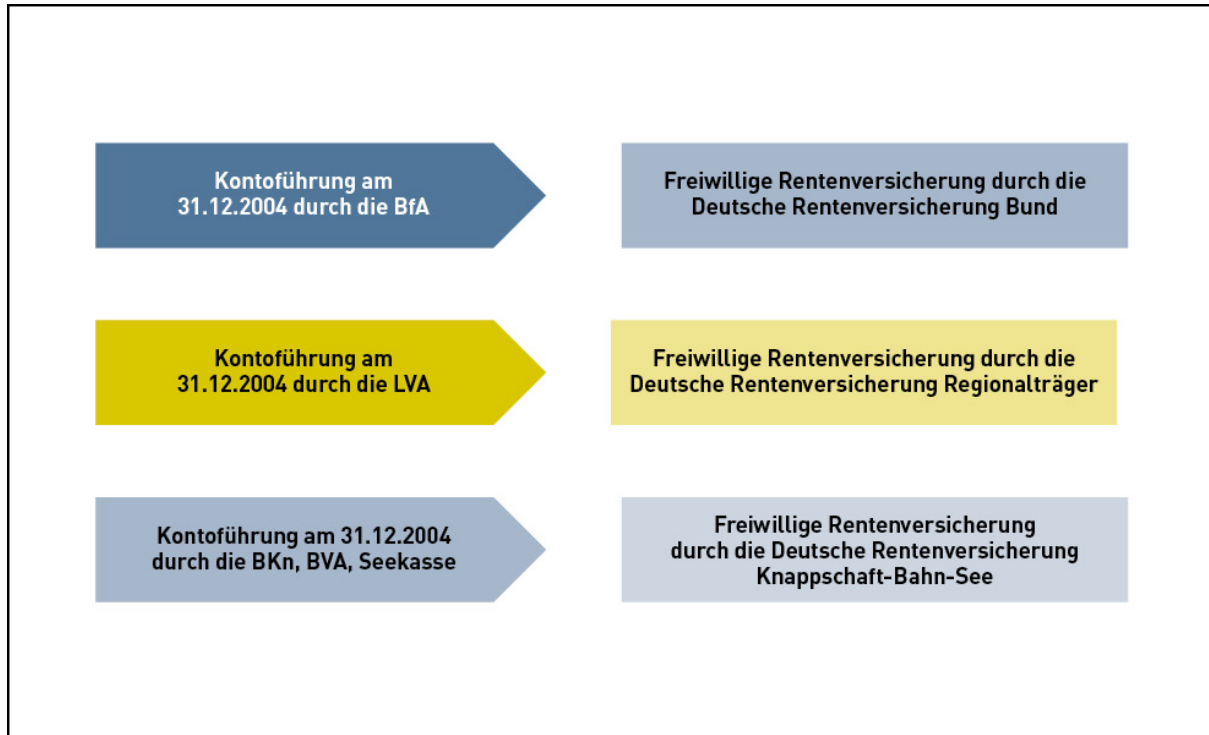 Kontoführung am
31.12.2004 durch die BfA
Freiwillige Rentenversicherung durch die
Deutsche Rentenversicherung Bund
Kontoführung am
31.12.2004 durch die LVA
Freiwillige Rentenversicherung durch die
Deutsche Rentenversicherung Regionalträger
Kontoführung am 31.12.2004
durch die BKn, BVA, Seekasse
Freiwillige Rentenversicherung
durch die Deutsche Rentenversicherung
Knappschaft-Bahn-See